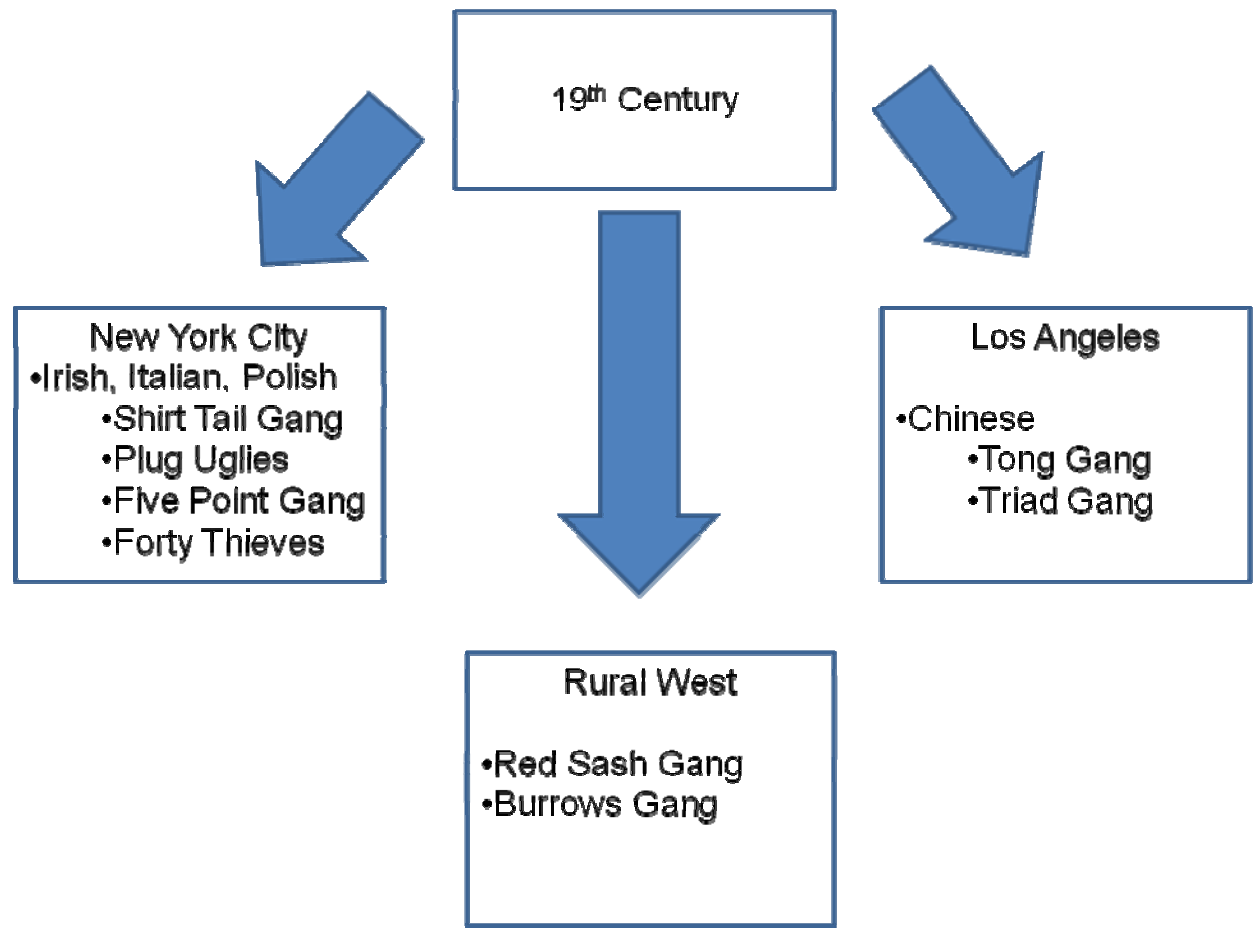 19th Century
New York City
•Irish, Italian, Polish
•Shirt Tail Gang
•Plug Uglies
•Five Point Gang
•Forty Thieves
Los Angeles
•Chinese
•Tong Gang
•Triad Gang
Rural West
•Red Sash Gang
•Burrows Gang